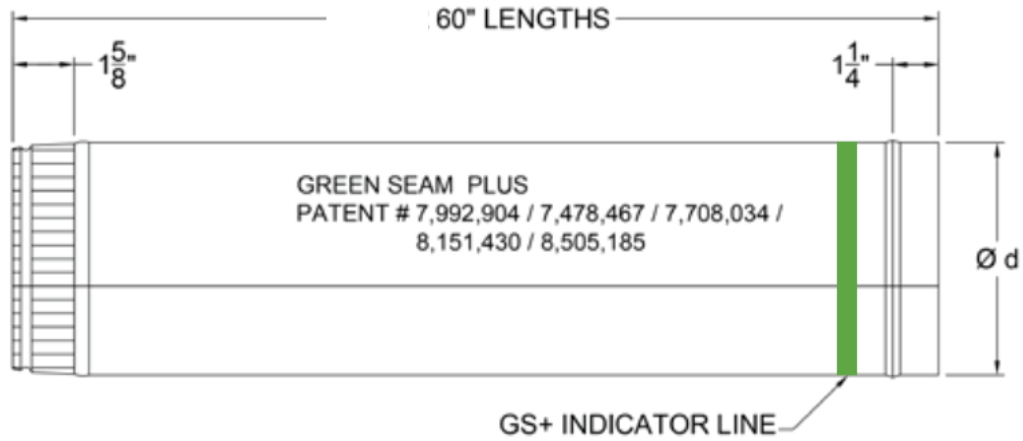 60" LENGTHS
1 5/8"
1 1/4"
GREEN SEAM PLUS
PATENT # 7,992,904 / 7,478,467 / 7,708,034 /
8,151,430 / 8,505,185
Ø d
GS+ INDICATOR LINE